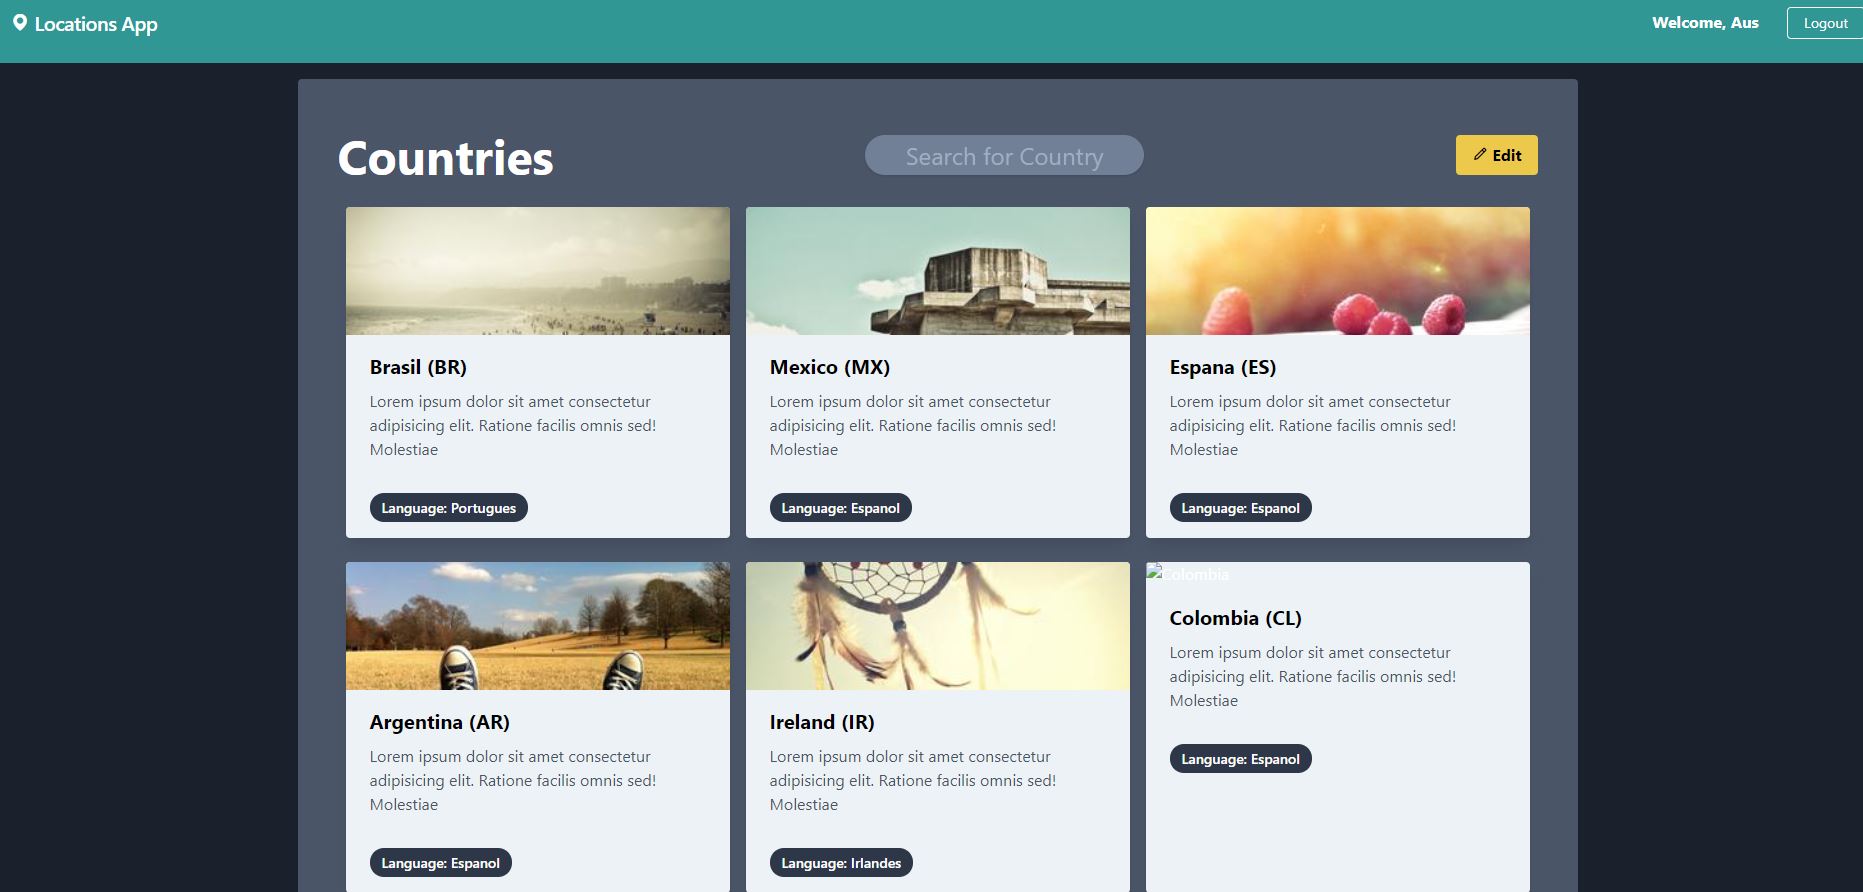 Locations App
Welcome, Aus
Logout
Countries
Search for Country
Edit
Brasil (BR)
Lorem ipsum dolor sit amet consectetur
adipisicing elit. Ratione facilis omnis sed!
Molestiae
Language: Portugues
Mexico (MX)
Lorem ipsum dolor sit amet consectetur
adipisicing elit. Ratione facilis omnis sed!
Molestiae
Language: Espanol
Espana (ES)
Lorem ipsum dolor sit amet consectetur
adipisicing elit. Ratione facilis omnis sed!
Molestiae
Language: Espanol
Argentina (AR)
Lorem ipsum dolor sit amet consectetur
adipisicing elit. Ratione facilis omnis sed!
Molestiae
Language: Espanol
Ireland (IR)
Lorem ipsum dolor sit amet consectetur
adipisicing elit. Ratione facilis omnis sed!
Molestiae
Language: Irlandes
Colombia
Colombia (CL)
Lorem ipsum dolor sit amet consectetur
adipisicing elit. Ratione facilis omnis sed!
Molestiae
Language: Espanol